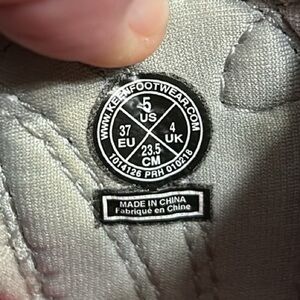 WWW.KEENFOOTWEAR.COM
5
US
37
EU
4
UK
23.5
CM
1014126 PRH 010218
MADE IN CHINA
Fabriqué en Chine